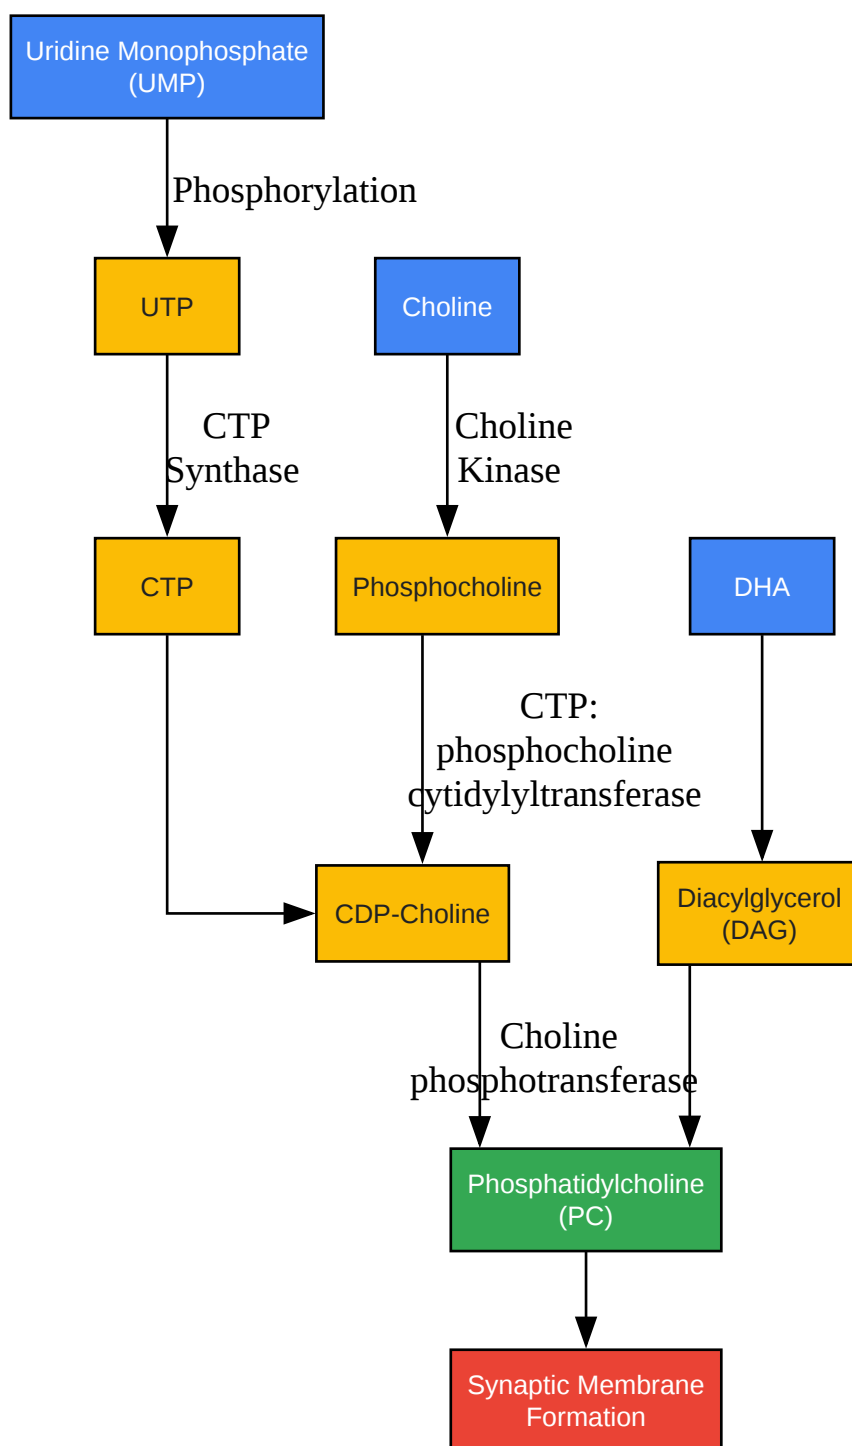 Uridine Monophosphate
(UMP)
Phosphorylation
UTP
Choline
CTP
Synthase
Choline
Kinase
CTP
Phosphocholine
DHA
CTP:
phosphocholine
cytidylyltransferase
CDP-Choline
Diacylglycerol
(DAG)
Choline
phosphotransferase
Phosphatidylcholine
(PC)
Synaptic Membrane
Formation